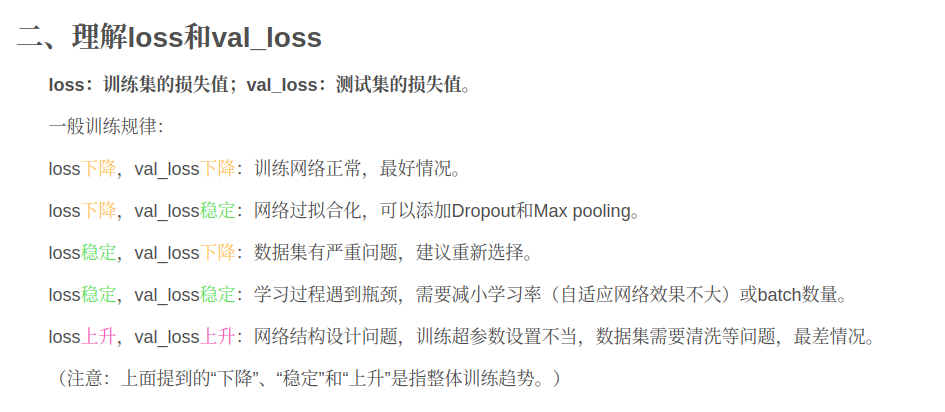 二、理解loss和val_loss
loss：训练集的损失值；val_loss：测试集的损失值。
一般训练规律：
loss下降，val_loss下降：训练网络正常，最好情况。
loss下降，val_loss稳定：网络过拟合化，可以添加Dropout和Max pooling。
loss稳定，val_loss下降：数据集有严重问题，建议重新选择。
loss稳定，val_loss稳定：学习过程遇到瓶颈，需要减小学习率（自适应网络效果不大）或batch数量。
loss上升，val_loss上升：网络结构设计问题，训练超参数设置不当，数据集需要清洗等问题，最差情况。
（注意：上面提到的“下降”、“稳定”和“上升”是指整体训练趋势。）